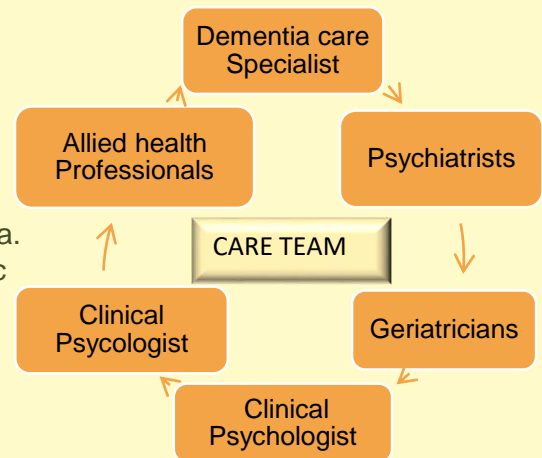 Dementia care
Specialist
Allied health
Professionals
Psychiatrists
a.
c
CARE TEAM
Clinical
Psycologist
Geriatricians
Clinical
Psychologist